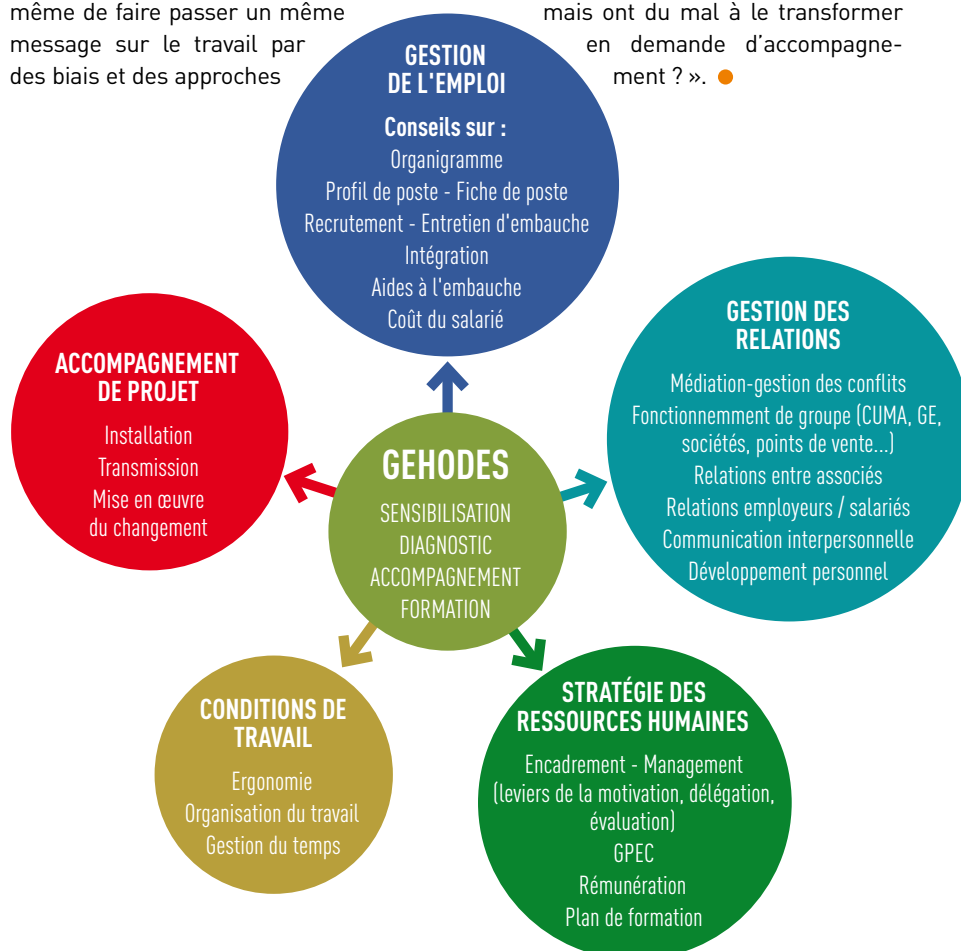 même de faire passer un même
message sur le travail par
des biais et des approches
mais ont du mal à le transformer
en demande d'accompagne-
ment ? ».
GESTION
DE L'EMPLOI
Conseils sur :
Organigramme
Profil de poste - Fiche de poste
Recrutement - Entretien d'embauche
Intégration
Aides à l'embauche
Coût du salarié
ACCOMPAGNEMENT
DE PROJET
Installation
Transmission
Mise en œuvre
du changement
GEHODES
SENSIBILISATION
DIAGNOSTIC
ACCOMPAGNEMENT
FORMATION
GESTION DES
RELATIONS
Médiation-gestion des conflits
Fonctionnemment de groupe (CUMA, GE,
sociétés, points de vente...)
Relations entre associés
Relations employeurs / salariés
Communication interpersonnelle
Développement personnel
CONDITIONS DE
TRAVAIL
Ergonomie
Organisation du travail
Gestion du temps
STRATÉGIE DES
RESSOURCES HUMAINES
Encadrement - Management
(leviers de la motivation, délégation,
évaluation)
GPEC
Rémunération
Plan de formation